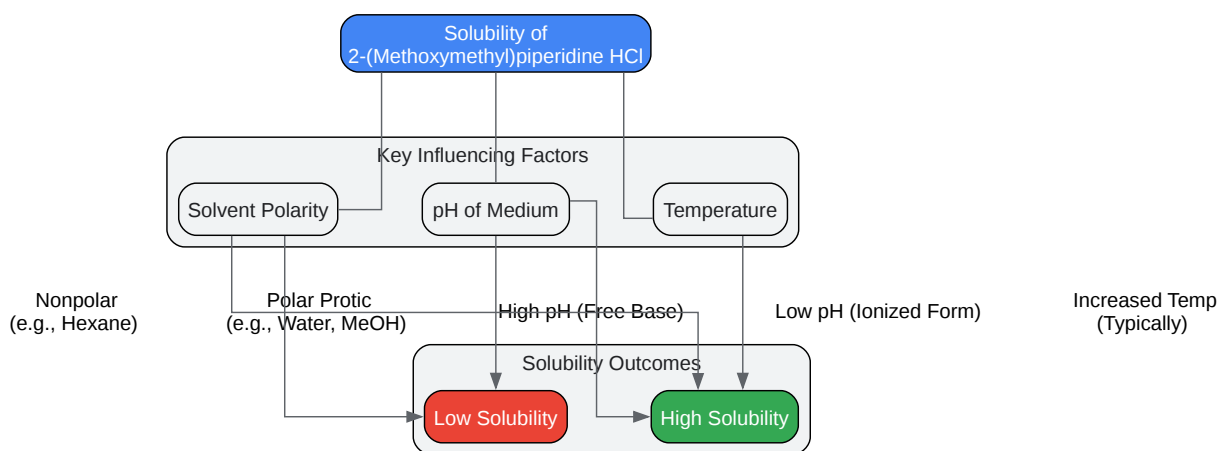 Solubility of
2-(Methoxymethyl)piperidine HCl
Key Influencing Factors
Solvent Polarity
pH of Medium
Temperature
Nonpolar
(e.g., Hexane)
Polar Protic
(e.g., Water, MeOH)
High pH (Free Base)
Low pH (Ionized Form)
Increased Temp
(Typically)
Solubility Outcomes
Low Solubility
High Solubility